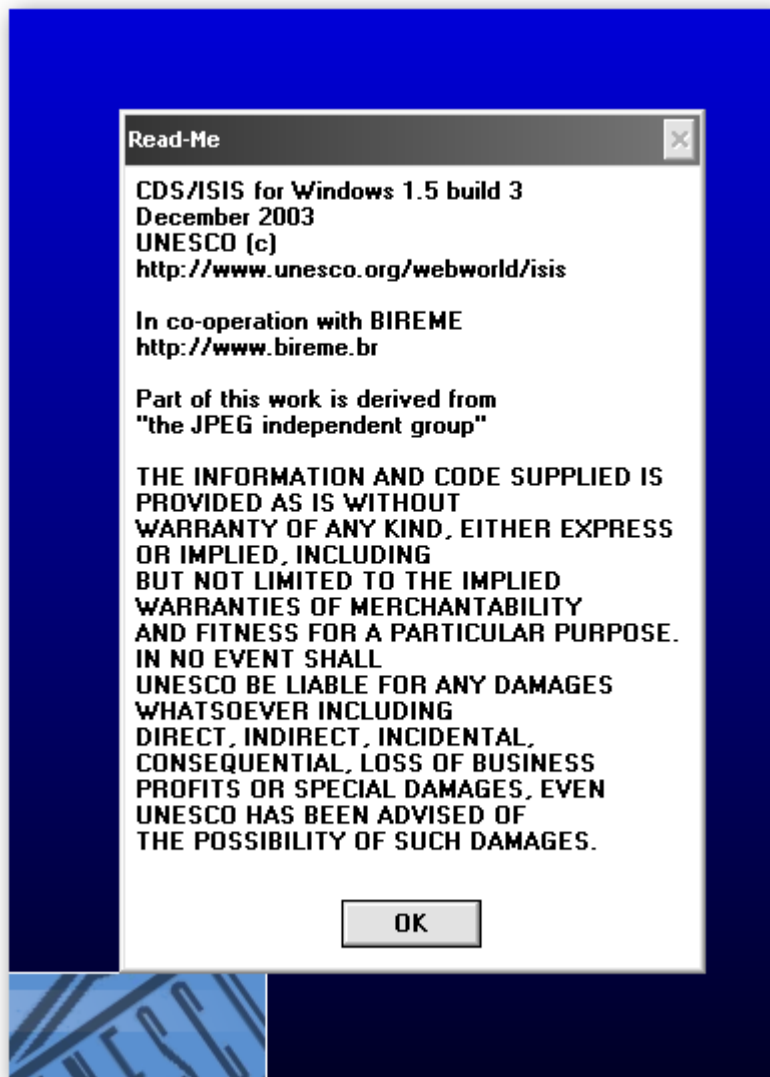 Read-Me
CDS/ISIS for Windows 1.5 build 3
December 2003
UNESCO (c)
http://www.unesco.org/webworld/isis
In co-operation with BIREME
http://www.bireme.br
Part of this work is derived from
"the JPEG independent group"
THE INFORMATION AND CODE SUPPLIED IS
PROVIDED AS IS WITHOUT
WARRANTY OF ANY KIND, EITHER EXPRESS
OR IMPLIED, INCLUDING
BUT NOT LIMITED TO THE IMPLIED
WARRANTIES OF MERCHANTABILITY
AND FITNESS FOR A PARTICULAR PURPOSE.
IN NO EVENT SHALL
UNESCO BE LIABLE FOR ANY DAMAGES
WHATSOEVER INCLUDING
DIRECT, INDIRECT, INCIDENTAL,
CONSEQUENTIAL, LOSS OF BUSINESS
PROFITS OR SPECIAL DAMAGES, EVEN
UNESCO HAS BEEN ADVISED OF
THE POSSIBILITY OF SUCH DAMAGES.
OK
UNESCO